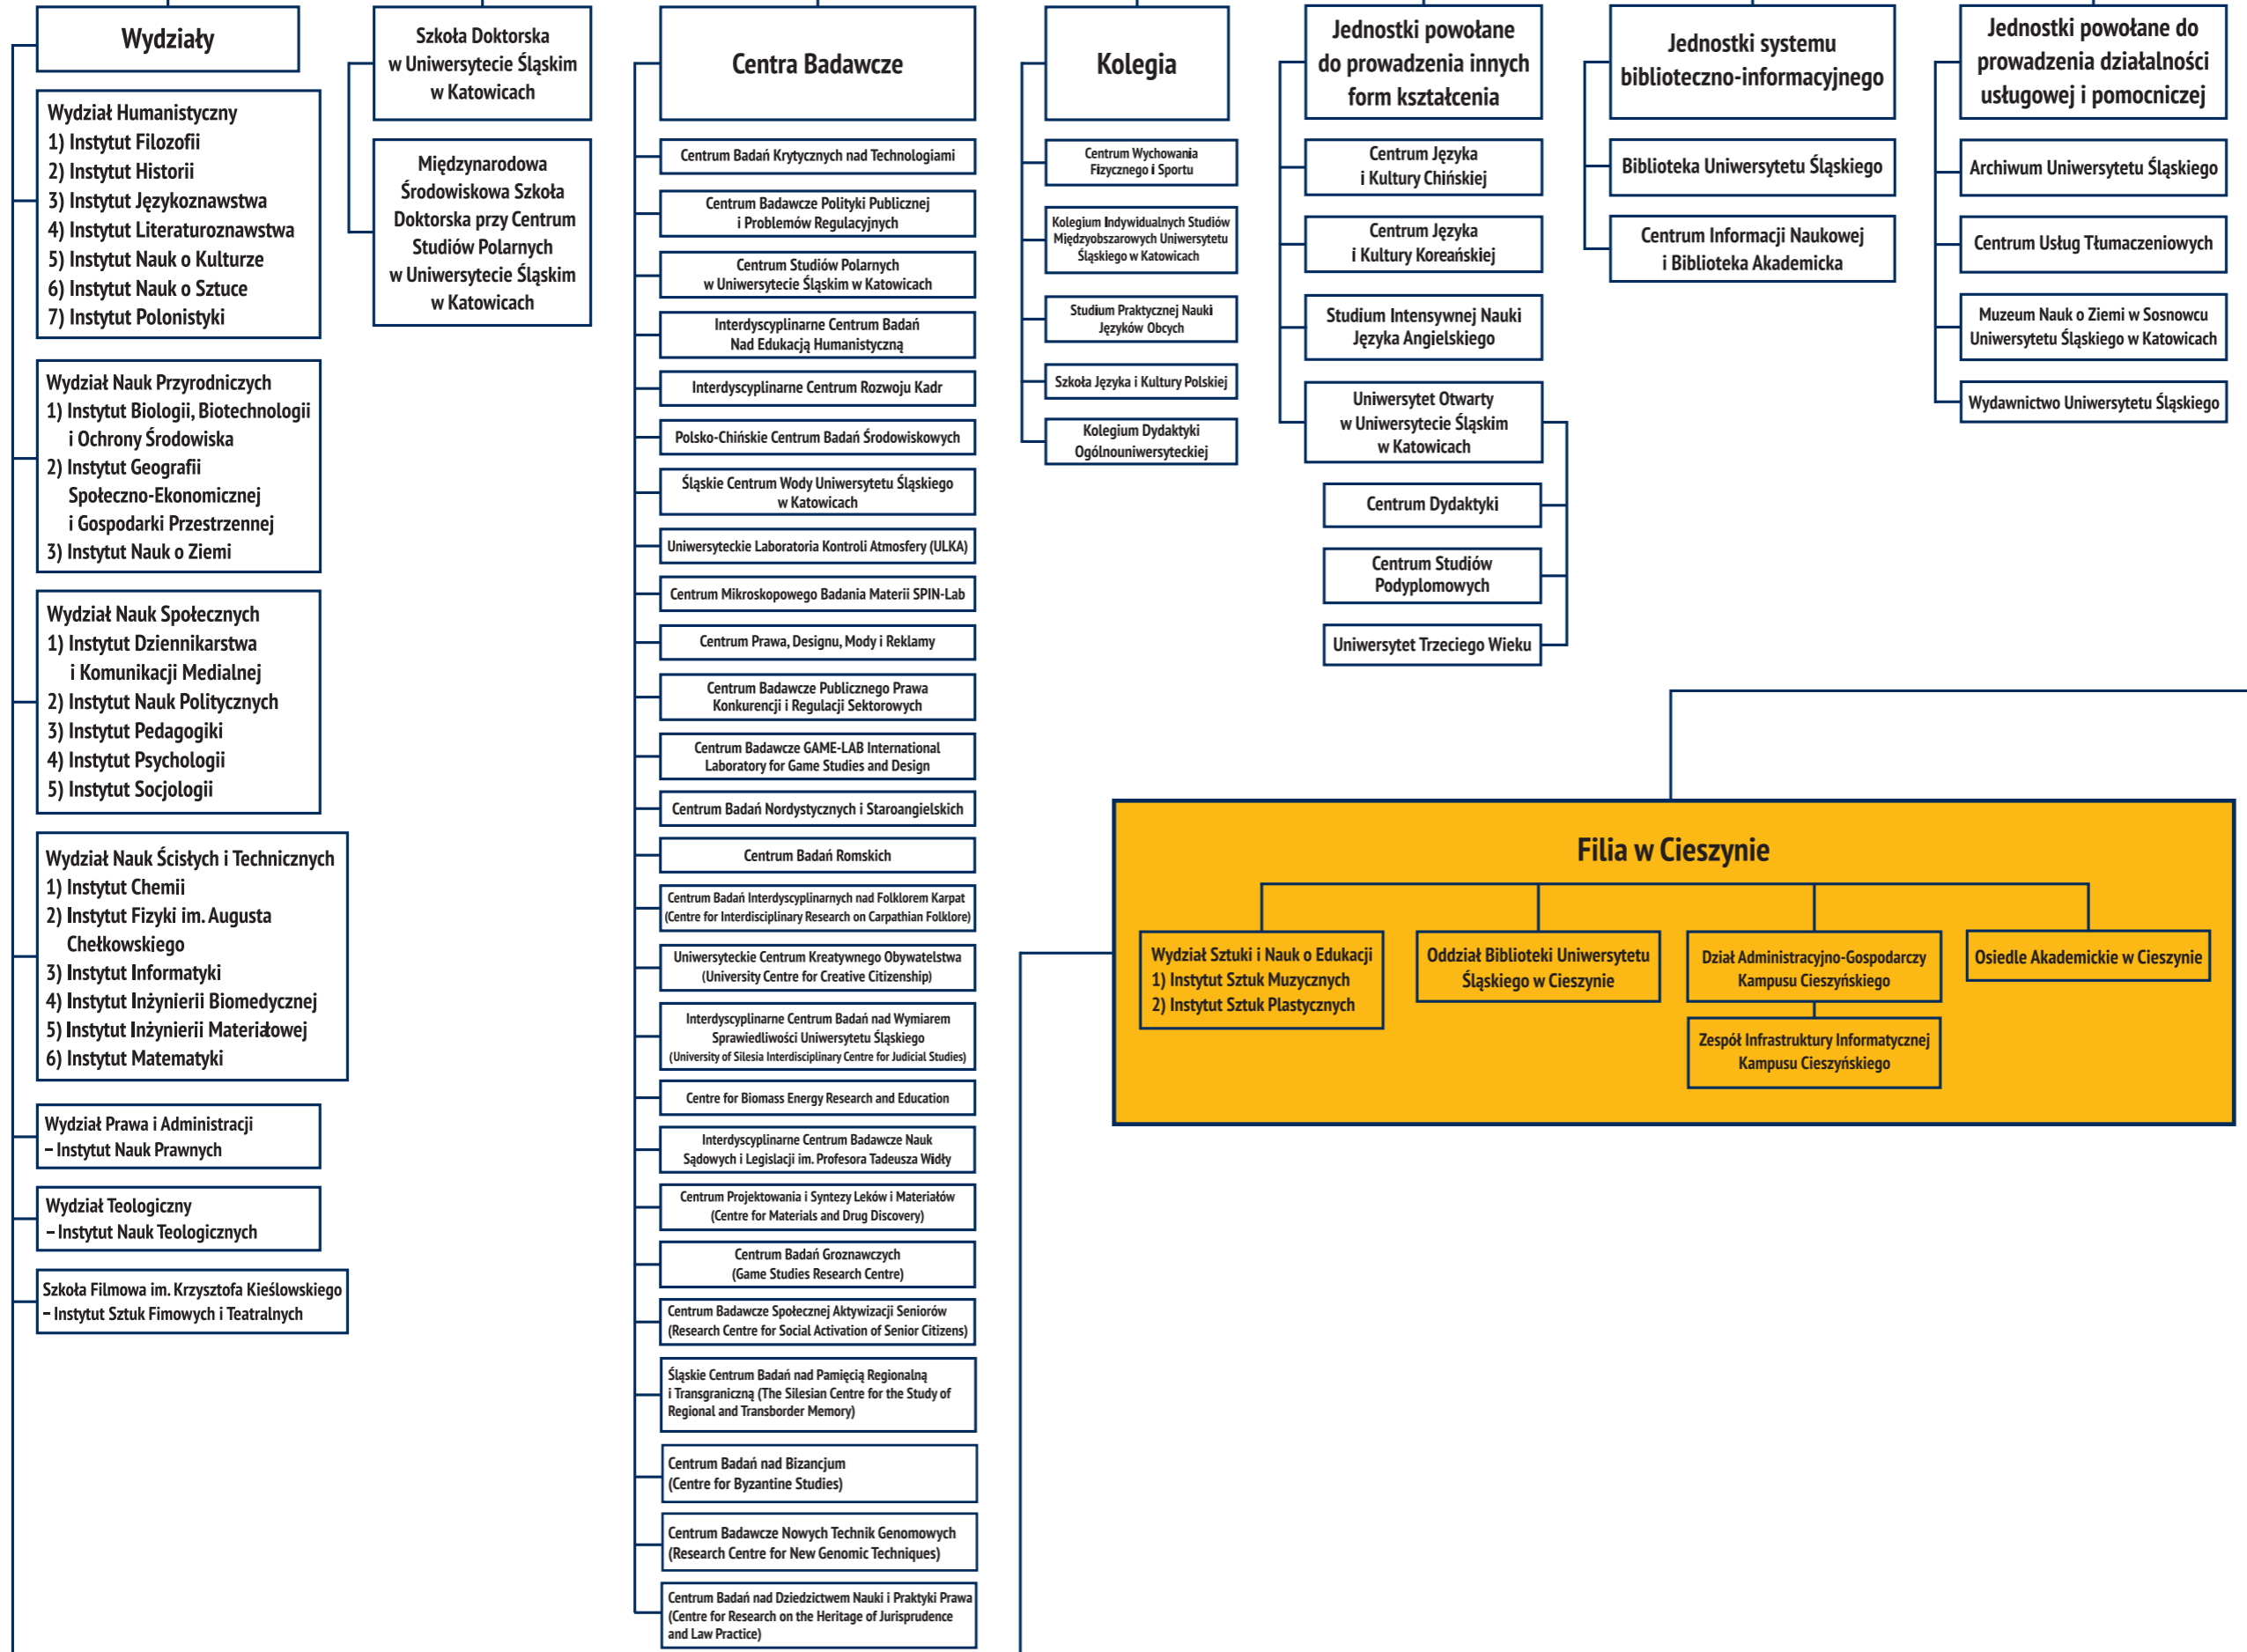 Wydziały
Wydział Humanistyczny
1) Instytut Filozofii
2) Instytut Historii
3) Instytut Językoznawstwa
4) Instytut Literaturoznawstwa
5) Instytut Nauk o Kulturze
6) Instytut Nauk o Sztuce
7) Instytut Polonistyki
Wydział Nauk Przyrodniczych
1) Instytut Biologii, Biotechnologii
i Ochrony Środowiska
2) Instytut Geografii
Społeczno-Ekonomicznej
i Gospodarki Przestrzennej
3) Instytut Nauk o Ziemi
Wydział Nauk Społecznych
1) Instytut Dziennikarstwa
i Komunikacji Medialnej
2) Instytut Nauk Politycznych
3) Instytut Pedagogiki
4) Instytut Psychologii
5) Instytut Socjologii
Wydział Nauk Ścisłych i Technicznych
1) Instytut Chemii
2) Instytut Fizyki im. Augusta
Chełkowskiego
3) Instytut Informatyki
4) Instytut Inżynierii Biomedycznej
5) Instytut Inżynierii Materiałowej
6) Instytut Matematyki
Wydział Prawa i Administracji
– Instytut Nauk Prawnych
Wydział Teologiczny
– Instytut Nauk Teologicznych
Szkoła Filmowa im. Krzysztofa Kieślowskiego
– Instytut Sztuk Fimowych i Teatralnych
Szkoła Doktorska
w Uniwersytecie Śląskim
w Katowicach
Międzynarodowa
Środowiskowa Szkoła
Doktorska przy Centrum
Studiów Polarnych
w Uniwersytecie Śląskim
w Katowicach
Centra Badawcze
Centrum Badań Krytycznych nad Technologiami
Centrum Badawcze Polityki Publicznej
i Problemów Regulacyjnych
Centrum Studiów Polarnych
w Uniwersytecie Śląskim w Katowicach
Interdyscyplinarne Centrum Badań
Nad Edukacją Humanistyczną
Interdyscyplinarne Centrum Rozwoju Kadr
Polsko-Chińskie Centrum Badań Środowiskowych
Śląskie Centrum Wody Uniwersytetu Śląskiego
w Katowicach
Uniwersyteckie Laboratoria Kontroli Atmosfery (ULKA)
Centrum Mikroskopowego Badania Materii SPIN-Lab
Centrum Prawa, Designu, Mody i Reklamy
Centrum Badawcze Publicznego Prawa
Konkurencji i Regulacji Sektorowych
Centrum Badawcze GAME-LAB International
Laboratory for Game Studies and Design
Centrum Badań Nordystycznych i Staroangielskich
Centrum Badań Romskich
Centrum Badań Interdyscyplinarnych nad Folklorem Karpat
(Centre for Interdisciplinary Research on Carpathian Folklore)
Uniwersyteckie Centrum Kreatywnego Obywatelstwa
(University Centre for Creative Citizenship)
Interdyscyplinarne Centrum Badań nad Wymiarem
Sprawiedliwości Uniwersytetu Śląskiego
(University of Silesia Interdisciplinary Centre for Judicial Studies)
Centre for Biomass Energy Research and Education
Interdyscyplinarne Centrum Badawcze Nauk
Sądowych i Legislacji im. Profesora Tadeusza Widły
Centrum Projektowania i Syntezy Leków i Materiałów
(Centre for Materials and Drug Discovery)
Centrum Badań Groznawczych
(Game Studies Research Centre)
Centrum Badawcze Społecznej Aktywizacji Seniorów
(Research Centre for Social Activation of Senior Citizens)
Śląskie Centrum Badań nad Pamięcią Regionalną
i Transgraniczną (The Silesian Centre for the Study of
Regional and Transborder Memory)
Centrum Badań nad Bizancjum
(Centre for Byzantine Studies)
Centrum Badawcze Nowych Technik Genomowych
(Research Centre for New Genomic Techniques)
Centrum Badań nad Dziedzictwem Nauki i Praktyki Prawa
(Centre for Research on the Heritage of Jurisprudence
and Law Practice)
Kolegia
Centrum Wychowania
Fizycznego i Sportu
Kolegium Indywidualnych Studiów
Międzyobszarowych Uniwersytetu
Śląskiego w Katowicach
Studium Praktycznej Nauki
Języków Obcych
Szkoła Języka i Kultury Polskiej
Kolegium Dydaktyki
Ogólnouniwersyteckiej
Jednostki powołane
do prowadzenia innych
form kształcenia
Centrum Języka
i Kultury Chińskiej
Centrum Języka
i Kultury Koreańskiej
Studium Intensywnej Nauki
Języka Angielskiego
Uniwersytet Otwarty
w Uniwersytecie Śląskim
w Katowicach
Centrum Dydaktyki
Centrum Studiów
Podyplomowych
Uniwersytet Trzeciego Wieku
Jednostki systemu
biblioteczno-informacyjnego
Biblioteka Uniwersytetu Śląskiego
Centrum Informacji Naukowej
i Biblioteka Akademicka
Jednostki powołane do
prowadzenia działalności
usługowej i pomocniczej
Archiwum Uniwersytetu Śląskiego
Centrum Usług Tłumaczeniowych
Muzeum Nauk o Ziemi w Sosnowcu
Uniwersytetu Śląskiego w Katowicach
Wydawnictwo Uniwersytetu Śląskiego
Filia w Cieszynie
Wydział Sztuki i Nauk o Edukacji
1) Instytut Sztuk Muzycznych
2) Instytut Sztuk Plastycznych
Oddział Biblioteki Uniwersytetu
Śląskiego w Cieszynie
Dział Administracyjno-Gospodarczy
Kampusu Cieszyńskiego
Zespół Infrastruktury Informatycznej
Kampusu Cieszyńskiego
Osiedle Akademickie w Cieszynie